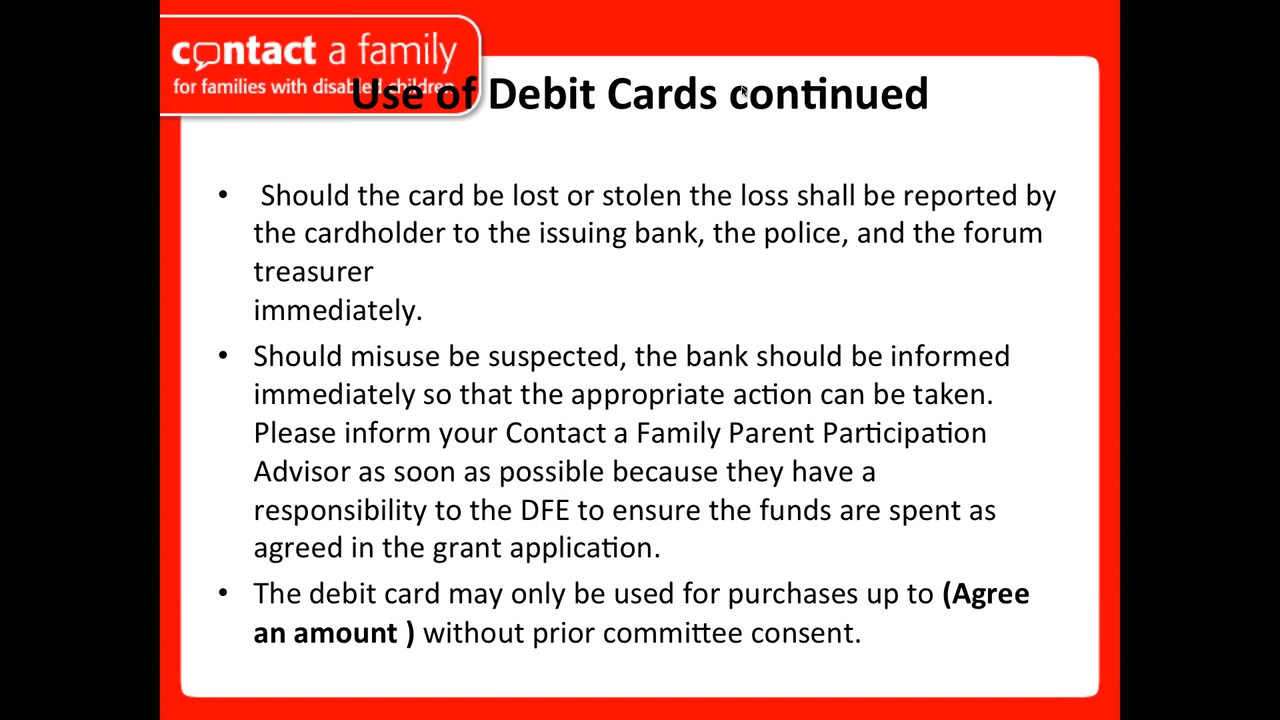 contact a family
for families with disabled children
Use of Debit Cards continued
• Should the card be lost or stolen the loss shall be reported by
the cardholder to the issuing bank, the police, and the forum
treasurer
immediately.
• Should misuse be suspected, the bank should be informed
immediately so that the appropriate action can be taken.
Please inform your Contact a Family Parent Participation
Advisor as soon as possible because they have a
responsibility to the DFE to ensure the funds are spent as
agreed in the grant application.
• The debit card may only be used for purchases up to (Agree
an amount ) without prior committee consent.